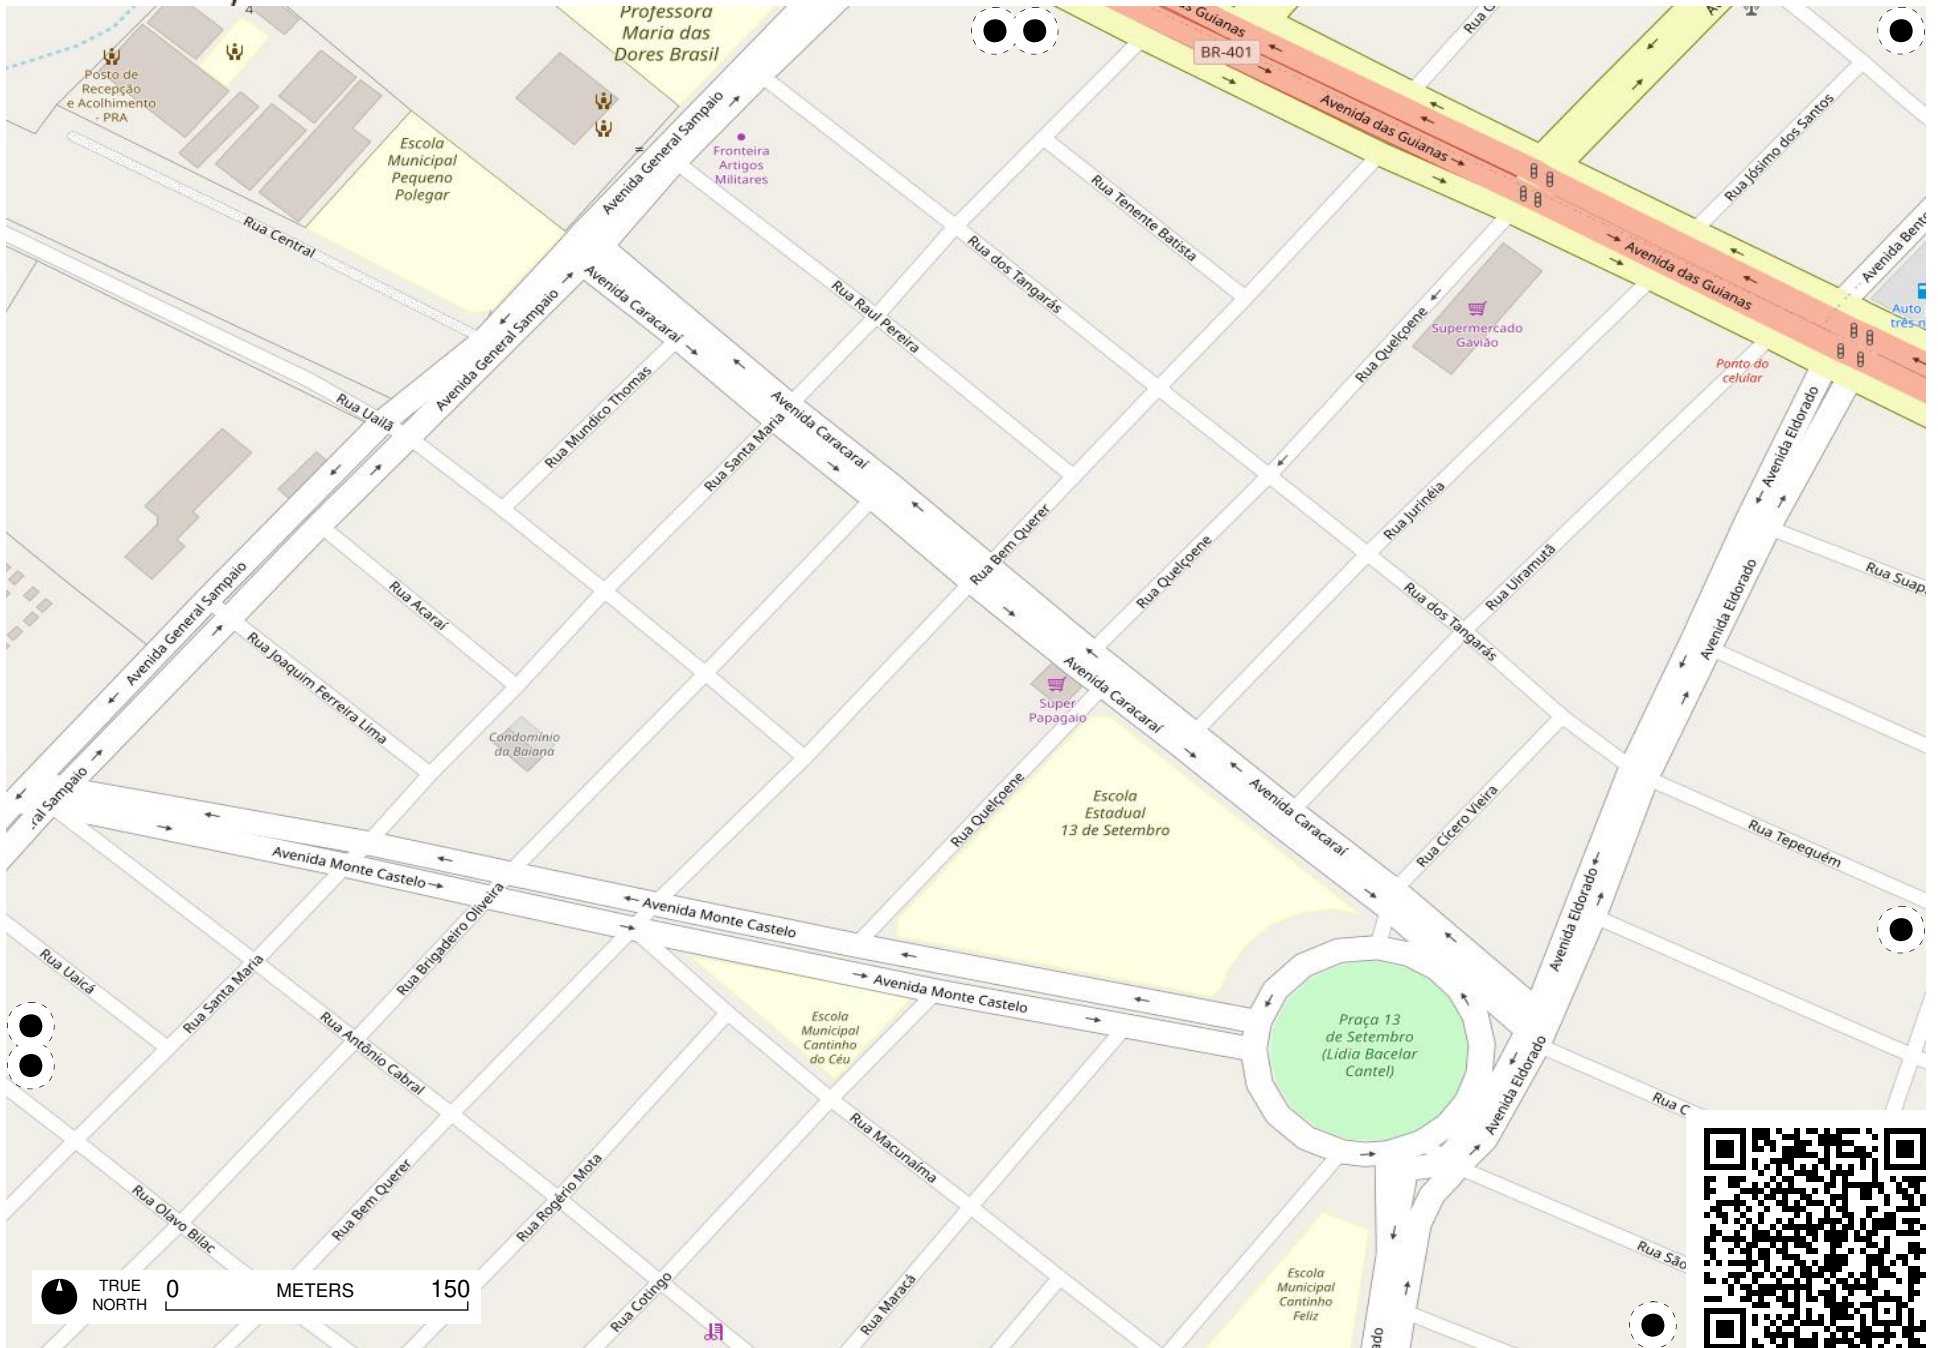 4
Professora
Maria das
Dores Brasil
BR-401
Avenida das Guianas
Posto de
Recepção
e Acolhimento
- PRA
Escola
Municipal
Pequeno
Polegar
Avenida General Sampaio
Fronteira
Artigos
Militares
Rua Jósimo dos Santos
Rua Tenente Batista
Rua Central
Rua dos Tangarás
Avenida das Guianas
Avenida Caracaraí
Rua Raul Pereira
Avenida General Sampaio
Supermercado
Gavião
Rua Quelçoene
Auto
Ponto do
celular
Rua Uailã
Rua Mundico Thomas
Rua Santa Maria
Avenida Caracaraí
Avenida Eldorado
Rua Jurinéia
Rua Bem Querer
Rua Quelçoene
Rua Uiramutã
Rua Acaraí
Avenida General Sampaio
Rua dos Tangarás
Avenida Eldorado
Rua Suap
Rua Joaquim Ferreira Lima
Super
Papagaio
Avenida Caracaraí
Condomínio
da Baiana
Escola
Estadual
13 de Setembro
Rua Quelçoene
Avenida Caracaraí
Rua Cícero Vieira
Rua Tepequém
ral Sampaio
Avenida Monte Castelo
Avenida Monte Castelo
Rua Brigadeiro Oliveira
Avenida Eldorado
Rua Uaicá
Rua Santa Maria
Avenida Monte Castelo
Rua Antônio Cabral
Escola
Municipal
Cantinho
do Céu
Praça 13
de Setembro
(Lídia Bacelar
Cantel)
Avenida Eldorado
Rua C
Rua Macunaíma
Rua Olavo Bilac
Rua Bem Querer
Rua Rogério Mota
Rua São
Rua Cotingo
Rua Maracá
Escola
Municipal
Cantinho
Feliz
TRUE
NORTH
0 METERS 150